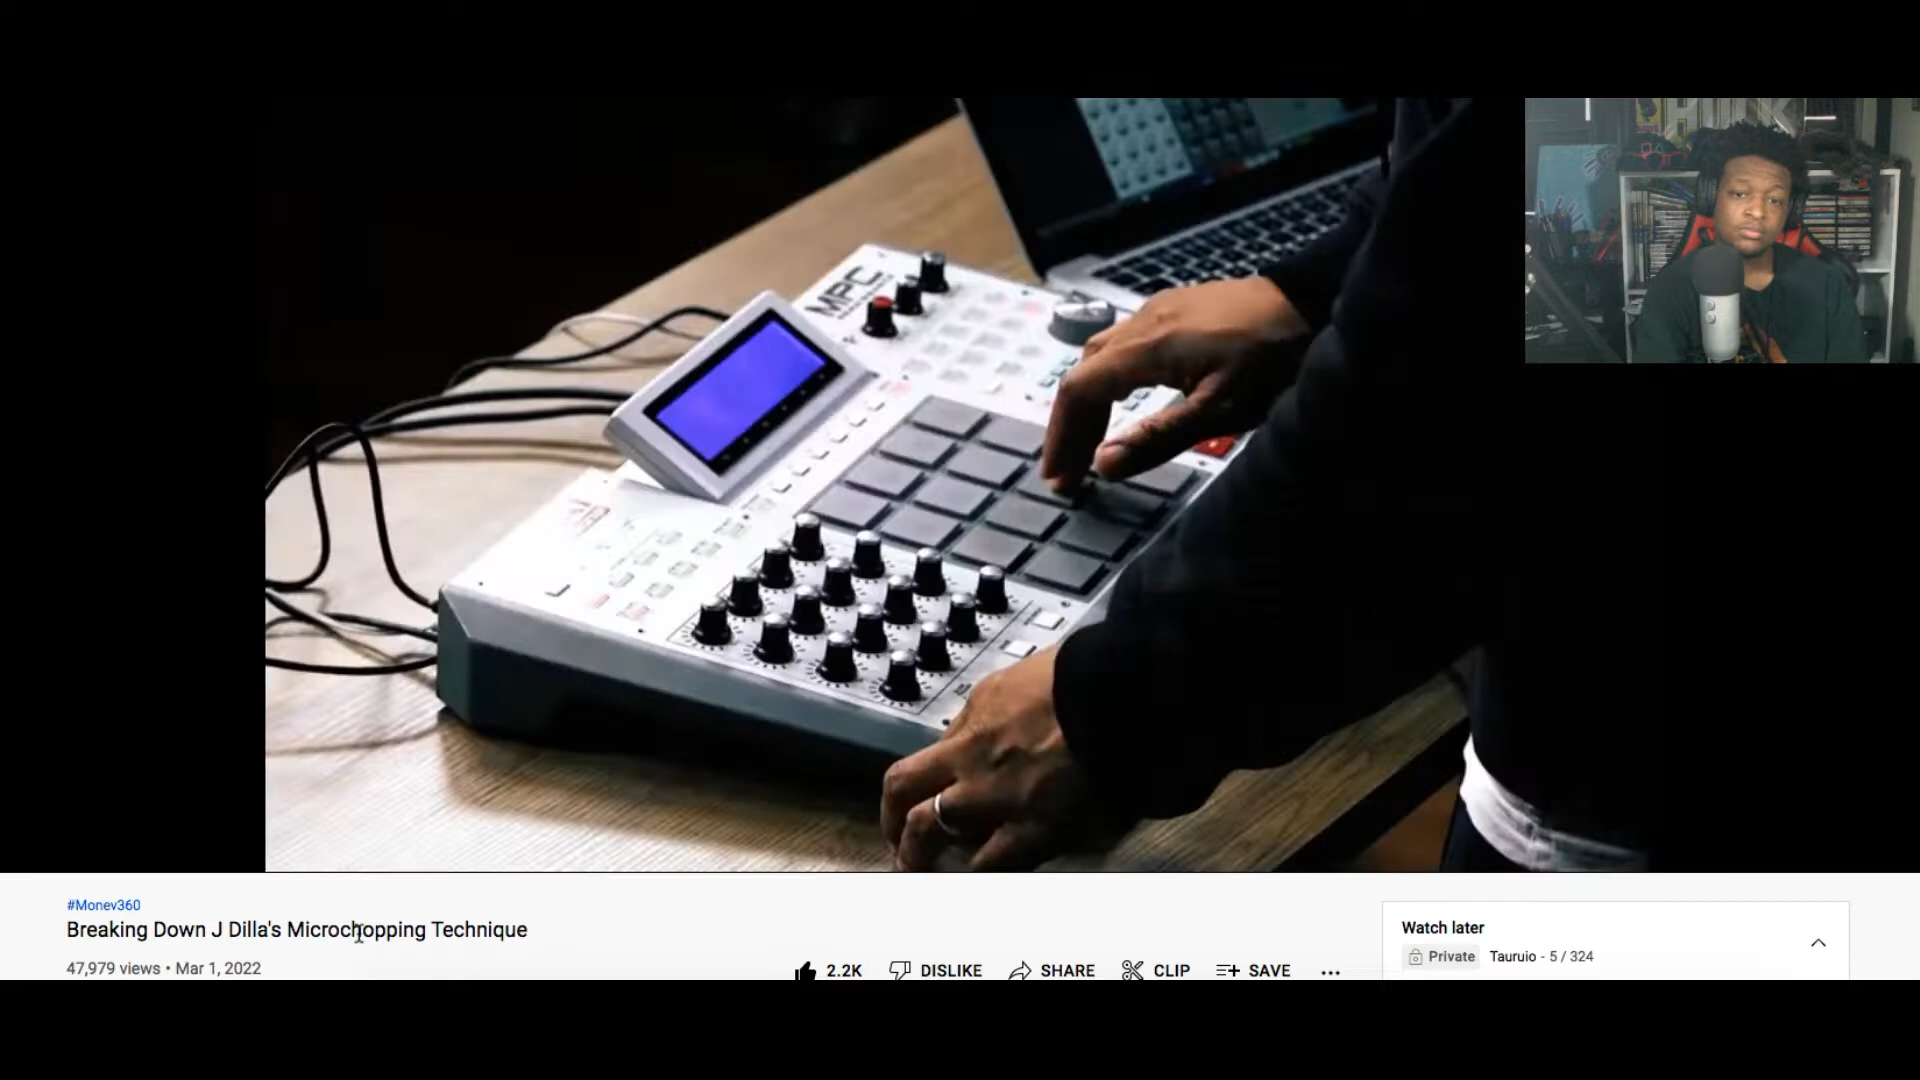 MPC
#Monev360
Breaking Down J Dilla's Microchopping Technique
47,979 views • Mar 1, 2022
2.2K DISLIKE SHARE CLIP SAVE ...
Watch later
Private Tauruio - 5 / 324